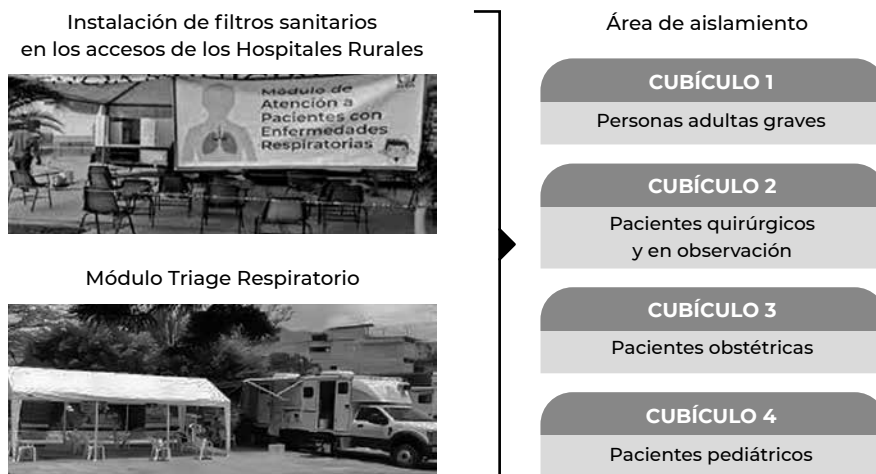 Instalación de filtros sanitarios
en los accesos de los Hospitales Rurales
Módulo de
Atención a
Pacientes con
Enfermedades
Respiratorias
Módulo Triage Respiratorio
Área de aislamiento
CUBÍCULO 1
Personas adultas graves
CUBÍCULO 2
Pacientes quirúrgicos
y en observación
CUBÍCULO 3
Pacientes obstétricas
CUBÍCULO 4
Pacientes pediátricos